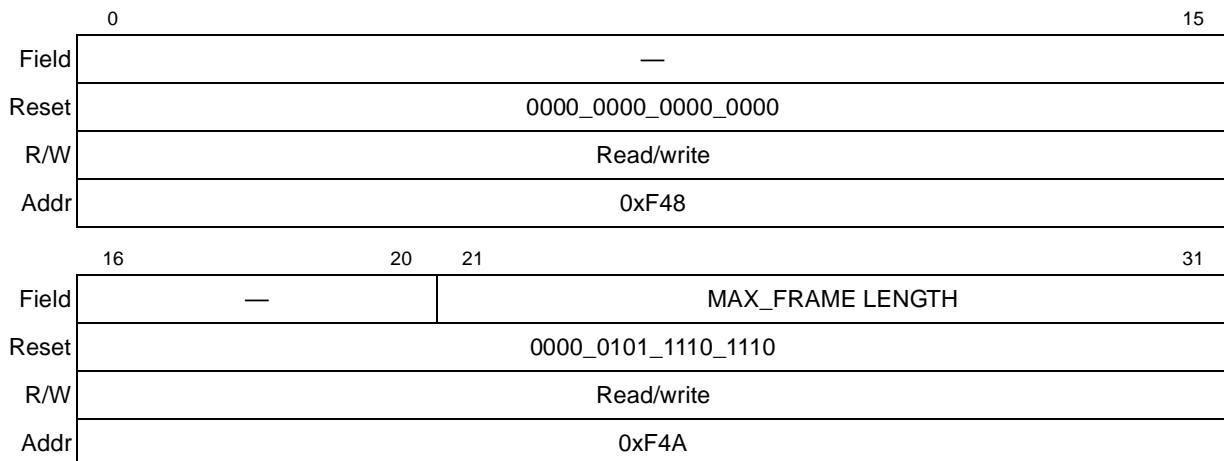 0 15
Field —
Reset 0000_0000_0000_0000
R/W Read/write
Addr 0xF48
16 20 21 31
Field — MAX_FRAME LENGTH
Reset 0000_0101_1110_1110
R/W Read/write
Addr 0xF4A